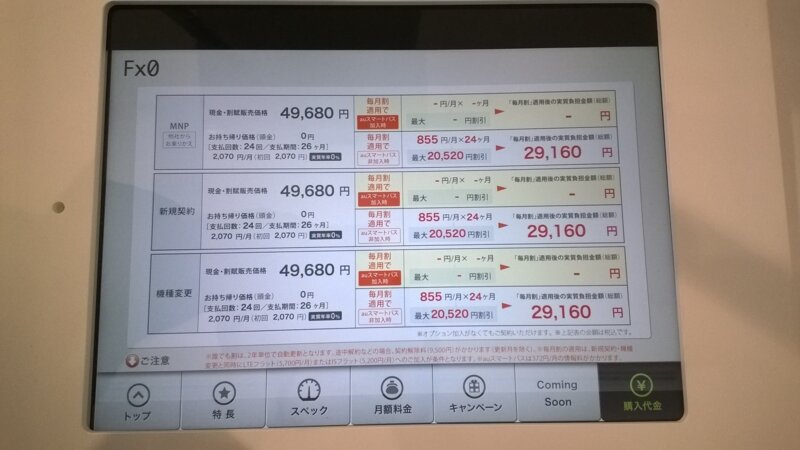 Fx0
MNP
他社から
お乗りかえ
現金・割賦販売価格 49,680 円
お持ち帰り価格（頭金） 0円
［支払回数：24回／支払期間：26ヶ月］
2,070 円/月（初回 2,070 円） 実質年率0%
毎月割
適用で
auスマートパス
加入時
- 円/月× -ヶ月
最大 - 円割引
「毎月割」適用後の実質負担金額（総額）
- 円
毎月割
適用で
auスマートパス
非加入時
855 円/月×24ヶ月
最大 20,520 円割引
「毎月割」適用後の実質負担金額（総額）
29,160 円
新規契約
現金・割賦販売価格 49,680 円
お持ち帰り価格（頭金） 0円
［支払回数：24回／支払期間：26ヶ月］
2,070 円/月（初回 2,070 円） 実質年率0%
毎月割
適用で
auスマートパス
加入時
- 円/月× -ヶ月
最大 - 円割引
「毎月割」適用後の実質負担金額（総額）
- 円
毎月割
適用で
auスマートパス
非加入時
855 円/月×24ヶ月
最大 20,520 円割引
「毎月割」適用後の実質負担金額（総額）
29,160 円
機種変更
現金・割賦販売価格 49,680 円
お持ち帰り価格（頭金） 0円
［支払回数：24回／支払期間：26ヶ月］
2,070 円/月（初回 2,070 円） 実質年率0%
毎月割
適用で
auスマートパス
加入時
- 円/月× -ヶ月
最大 - 円割引
「毎月割」適用後の実質負担金額（総額）
- 円
毎月割
適用で
auスマートパス
非加入時
855 円/月×24ヶ月
最大 20,520 円割引
「毎月割」適用後の実質負担金額（総額）
29,160 円
※オプション加入がなくてもご契約いただけます。 ※上記表の金額は税込です。
ご注意
※誰でも割は、2年単位で自動更新となります。途中解約などの場合、契約解除料（9,500円）がかかります（更新月を除く）。※毎月割の適用は、新規契約・機種
変更と同時にLTEフラット（5,700円/月）またはISフラット（5,200円/月）へのご加入が条件となります。※auスマートパスは372円/月の情報料がかかります。
トップ
特長
スペック
月額料金
キャンペーン
Coming
Soon
購入代金